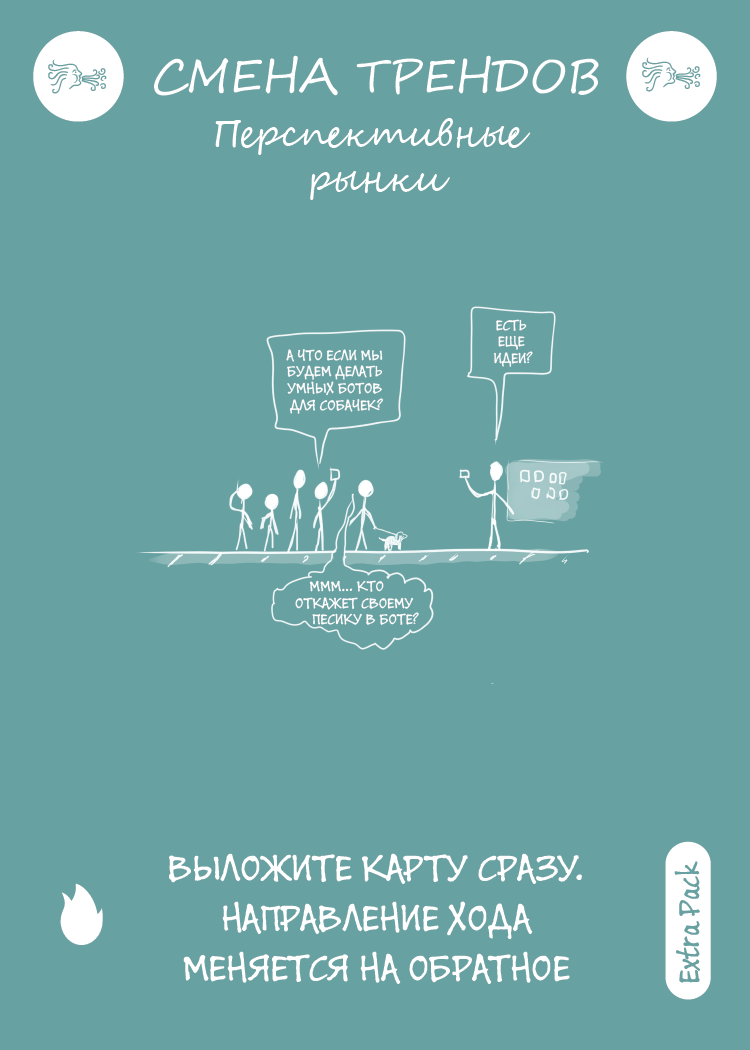 СМЕНА ТРЕНДОВ
Перспективные
рынки
ЕСТЬ
ЕЩЕ
ИДЕИ?
А ЧТО ЕСЛИ МЫ
БУДЕМ ДЕЛАТЬ
УМНЫХ БОТОВ
ДЛЯ СОБАЧЕК?
МММ... КТО
ОТКАЖЕТ СВОЕМУ
ПЕСИКУ В БОТЕ?
ВЫЛОЖИТЕ КАРТУ СРАЗУ.
НАПРАВЛЕНИЕ ХОДА
МЕНЯЕТСЯ НА ОБРАТНОЕ
Extra Pack